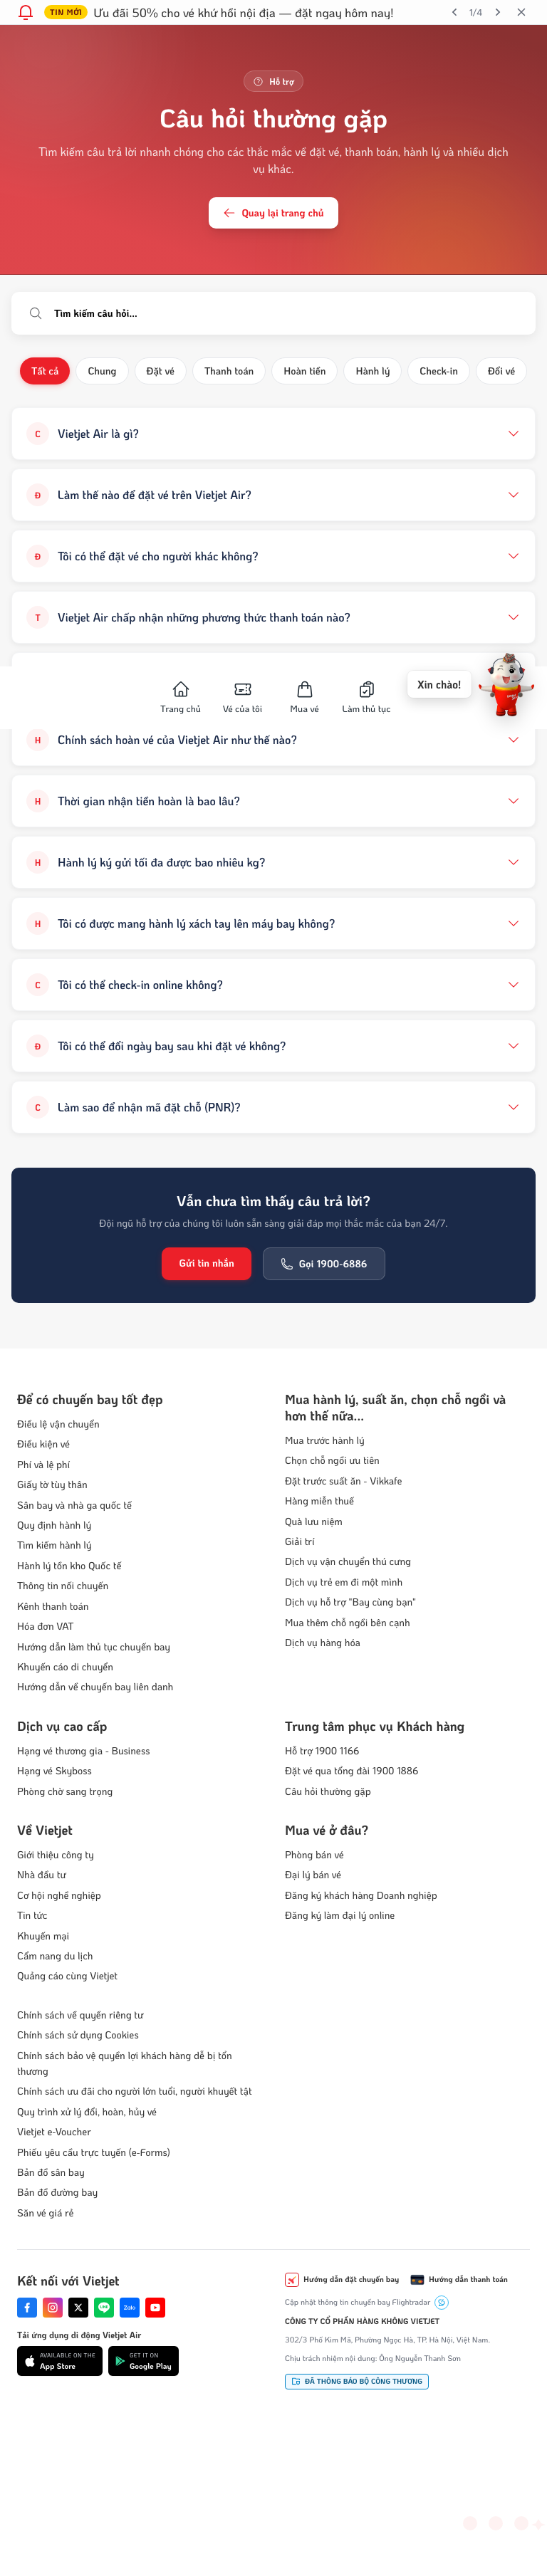 TIN MỚI Ưu đãi 50% cho vé khứ hồi nội địa — đặt ngay hôm nay! 1/4
Hỗ trợ
Câu hỏi thường gặp
Tìm kiếm câu trả lời nhanh chóng cho các thắc mắc về đặt vé, thanh toán, hành lý và nhiều dịch
vụ khác.
Quay lại trang chủ
Tìm kiếm câu hỏi...
Tất cả Chung Đặt vé Thanh toán Hoàn tiền Hành lý Check-in Đổi vé
C Vietjet Air là gì?
Đ Làm thế nào để đặt vé trên Vietjet Air?
Đ Tôi có thể đặt vé cho người khác không?
T Vietjet Air chấp nhận những phương thức thanh toán nào?
Xin chào!
Trang chủ Vé của tôi Mua vé Làm thủ tục
H Chính sách hoàn vé của Vietjet Air như thế nào?
H Thời gian nhận tiền hoàn là bao lâu?
H Hành lý ký gửi tối đa được bao nhiêu kg?
H Tôi có được mang hành lý xách tay lên máy bay không?
C Tôi có thể check-in online không?
Đ Tôi có thể đổi ngày bay sau khi đặt vé không?
C Làm sao để nhận mã đặt chỗ (PNR)?
Vẫn chưa tìm thấy câu trả lời?
Đội ngũ hỗ trợ của chúng tôi luôn sẵn sàng giải đáp mọi thắc mắc của bạn 24/7.
Gửi tin nhắn Gọi 1900-6886
Để có chuyến bay tốt đẹp
Điều lệ vận chuyển
Điều kiện vé
Phí và lệ phí
Giấy tờ tùy thân
Sân bay và nhà ga quốc tế
Quy định hành lý
Tìm kiếm hành lý
Hành lý tồn kho Quốc tế
Thông tin nối chuyến
Kênh thanh toán
Hóa đơn VAT
Hướng dẫn làm thủ tục chuyến bay
Khuyến cáo di chuyển
Hướng dẫn về chuyến bay liên danh
Mua hành lý, suất ăn, chọn chỗ ngồi và
hơn thế nữa...
Mua trước hành lý
Chọn chỗ ngồi ưu tiên
Đặt trước suất ăn - Vikkafe
Hàng miễn thuế
Quà lưu niệm
Giải trí
Dịch vụ vận chuyển thú cưng
Dịch vụ trẻ em đi một mình
Dịch vụ hỗ trợ "Bay cùng bạn"
Mua thêm chỗ ngồi bên cạnh
Dịch vụ hàng hóa
Dịch vụ cao cấp
Hạng vé thương gia - Business
Hạng vé Skyboss
Phòng chờ sang trọng
Trung tâm phục vụ Khách hàng
Hỗ trợ 1900 1166
Đặt vé qua tổng đài 1900 1886
Câu hỏi thường gặp
Về Vietjet
Giới thiệu công ty
Nhà đầu tư
Cơ hội nghề nghiệp
Tin tức
Khuyến mại
Cẩm nang du lịch
Quảng cáo cùng Vietjet
Mua vé ở đâu?
Phòng bán vé
Đại lý bán vé
Đăng ký khách hàng Doanh nghiệp
Đăng ký làm đại lý online
Chính sách về quyền riêng tư
Chính sách sử dụng Cookies
Chính sách bảo vệ quyền lợi khách hàng dễ bị tổn
thương
Chính sách ưu đãi cho người lớn tuổi, người khuyết tật
Quy trình xử lý đổi, hoàn, hủy vé
Vietjet e-Voucher
Phiếu yêu cầu trực tuyến (e-Forms)
Bản đồ sân bay
Bản đồ đường bay
Săn vé giá rẻ
Kết nối với Vietjet
Zalo
Tải ứng dụng di động Vietjet Air
AVAILABLE ON THE
App Store
GET IT ON
Google Play
Hướng dẫn đặt chuyến bay Hướng dẫn thanh toán
Cập nhật thông tin chuyến bay Flightradar
CÔNG TY CỔ PHẦN HÀNG KHÔNG VIETJET
302/3 Phố Kim Mã, Phường Ngọc Hà, TP. Hà Nội, Việt Nam.
Chịu trách nhiệm nội dung: Ông Nguyễn Thanh Sơn
ĐÃ THÔNG BÁO BỘ CÔNG THƯƠNG